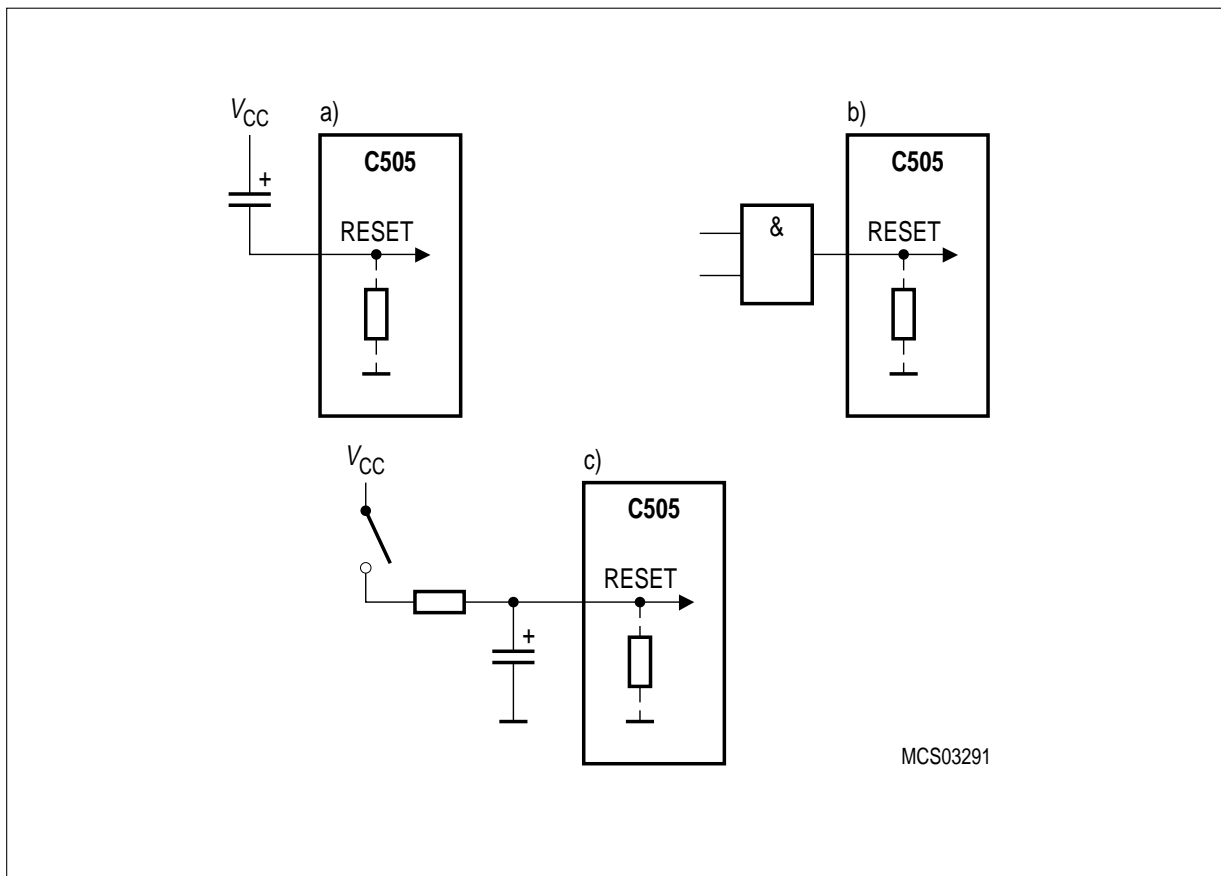 a)
VCC
C505
+
RESET
b)
C505
&
RESET
c)
VCC
C505
RESET
+
MCS03291